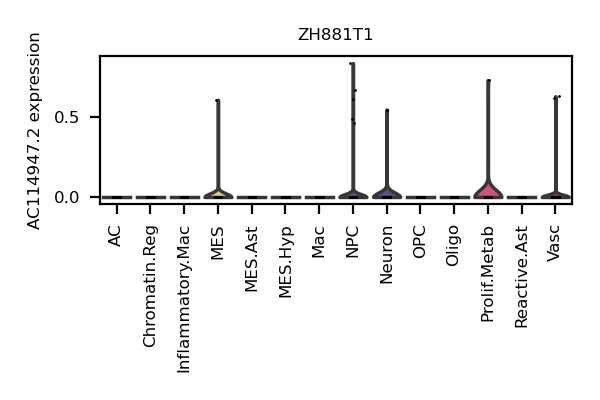 ZH881T1
AC114947.2 expression
0.5
0.0
AC
Chromatin.Reg
Inflammatory.Mac
MES
MES.Ast
MES.Hyp
Mac
NPC
Neuron
OPC
Oligo
Prolif.Metab
Reactive.Ast
Vasc